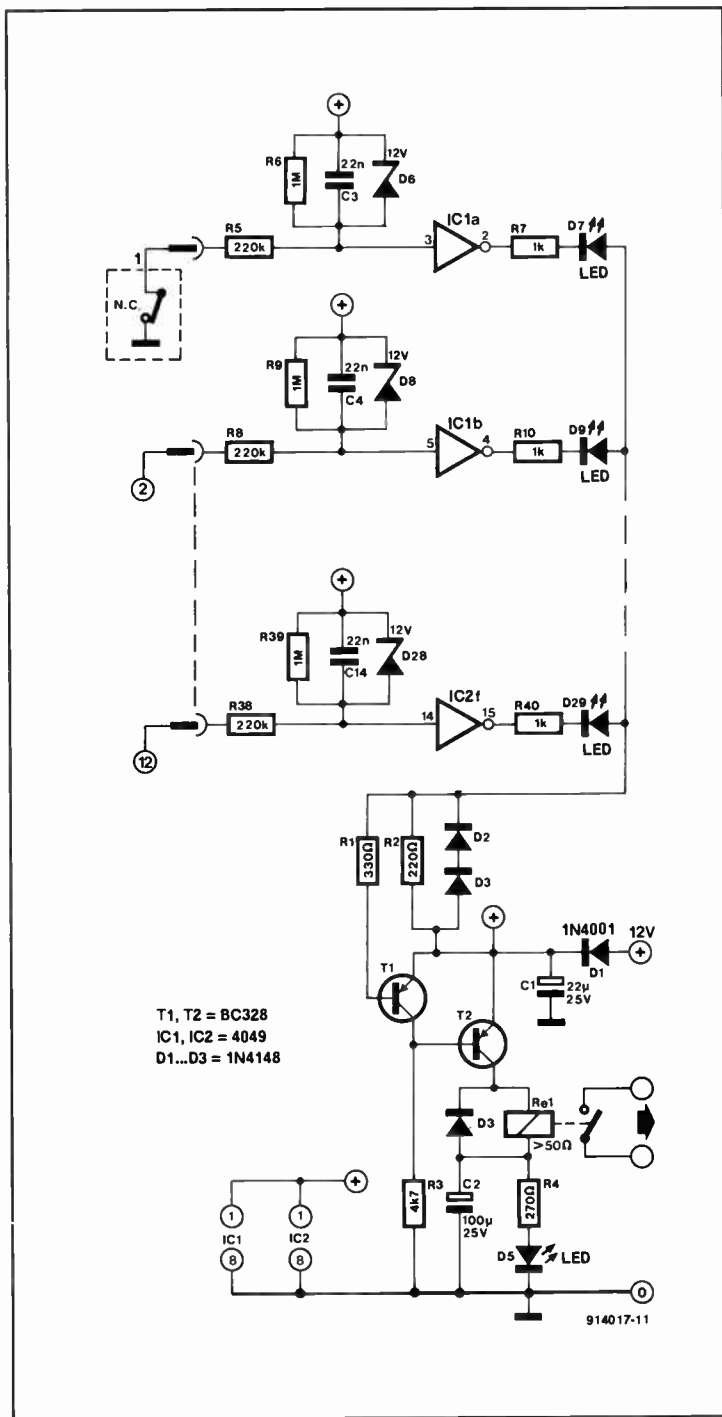 +
R6
1M
22n
C3
12V
D6
1
R5
220k
3
IC1a
2
R7
1k
D7
LED
N.C.
+
R9
1M
22n
C4
12V
D8
2
R8
220k
5
IC1b
4
R10
1k
D9
LED
+
R39
1M
22n
C14
12V
D28
12
R38
220k
14
IC2f
15
R40
1k
D29
LED
R1
330Ω
R2
220Ω
D2
D3
+
1N4001
D1
12V
+
C1
22µ
25V
T1
T2
T1, T2 = BC328
IC1, IC2 = 4049
D1...D3 = 1N4148
D3
Re1
>50Ω
R3
4k7
C2
100µ
25V
R4
270Ω
D5
LED
+
1
IC1
8
1
IC2
8
0
914017-11